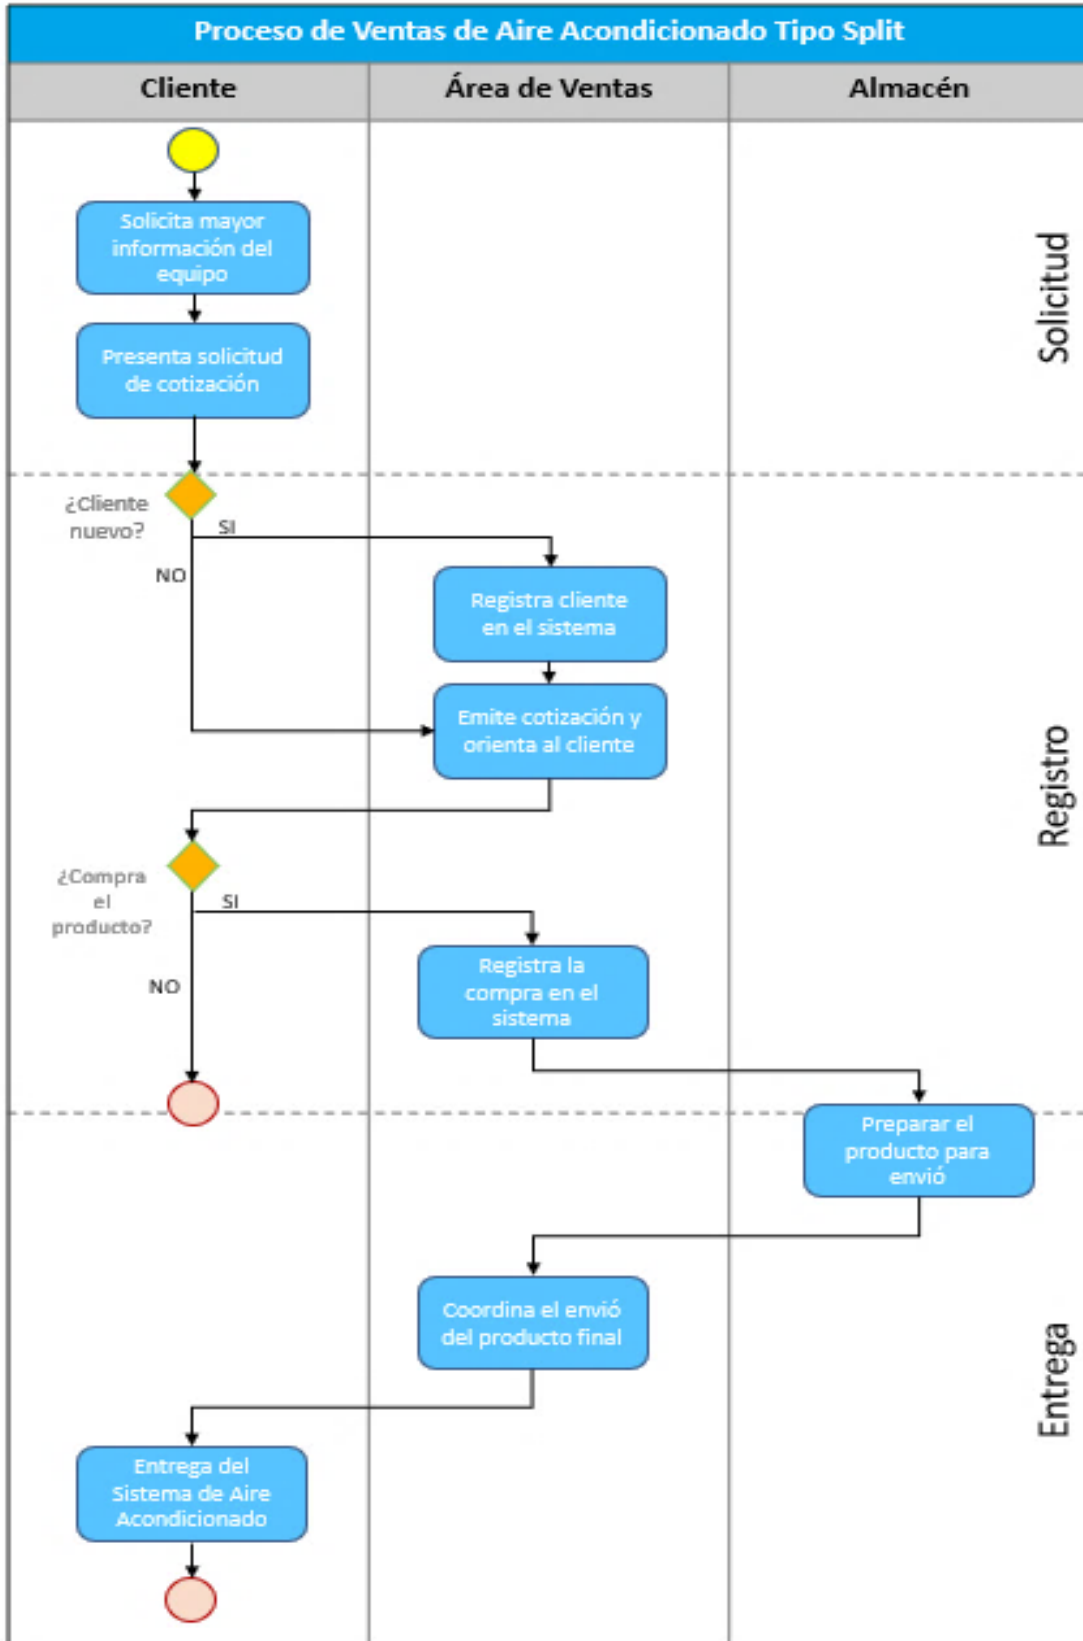 Proceso de Ventas de Aire Acondicionado Tipo Split
Cliente
Área de Ventas
Almacén
Solicita mayor
información del
equipo
Solicitud
Presenta solicitud
de cotización
¿Cliente
nuevo?
SI
NO
Registra cliente
en el sistema
Emite cotización y
orienta al cliente
Registro
¿Compra
el
producto?
SI
NO
Registra la
compra en el
sistema
Preparar el
producto para
envió
Coordina el envió
del producto final
Entrega
Entrega del
Sistema de Aire
Acondicionado